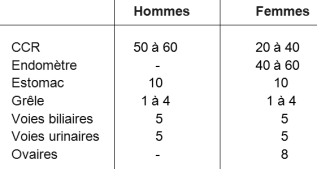 Hommes Femmes
CCR 50 à 60 20 à 40
Endomètre - 40 à 60
Estomac 10 10
Grêle 1 à 4 1 à 4
Voies biliaires 5 5
Voies urinaires 5 5
Ovaires - 8